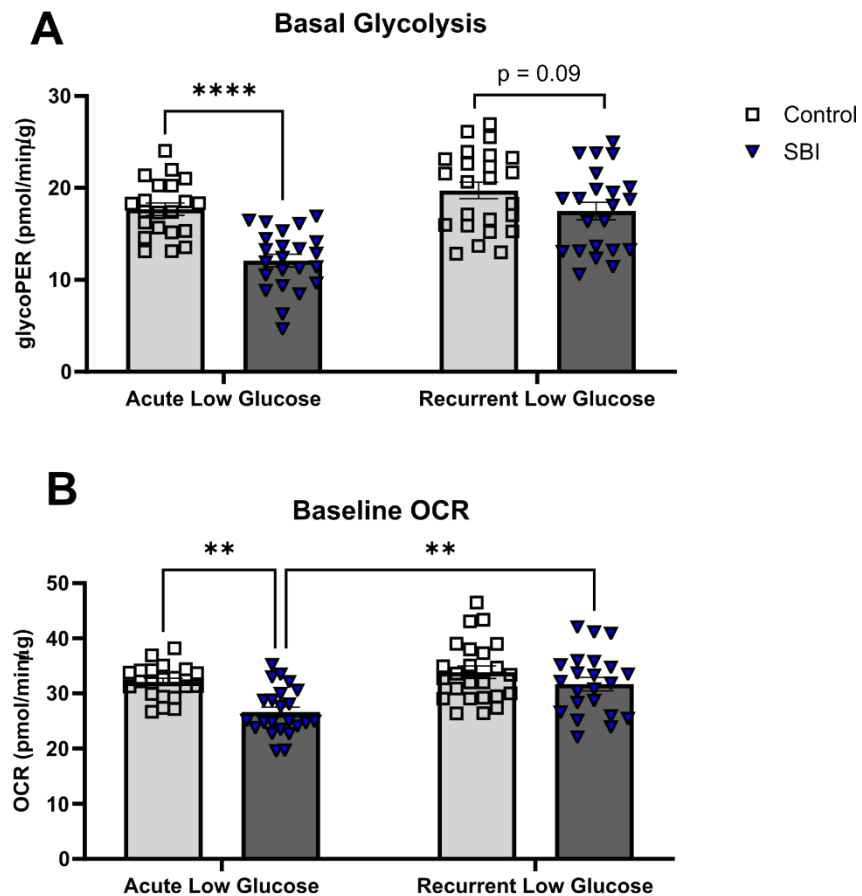 A
Basal Glycolysis
****
p = 0.09
Control
SBI
glycoPER (pmol/min/µg)
30
20
10
0
Acute Low Glucose
Recurrent Low Glucose
B
Baseline OCR
**
**
OCR (pmol/min/µg)
50
40
30
20
10
0
Acute Low Glucose
Recurrent Low Glucose